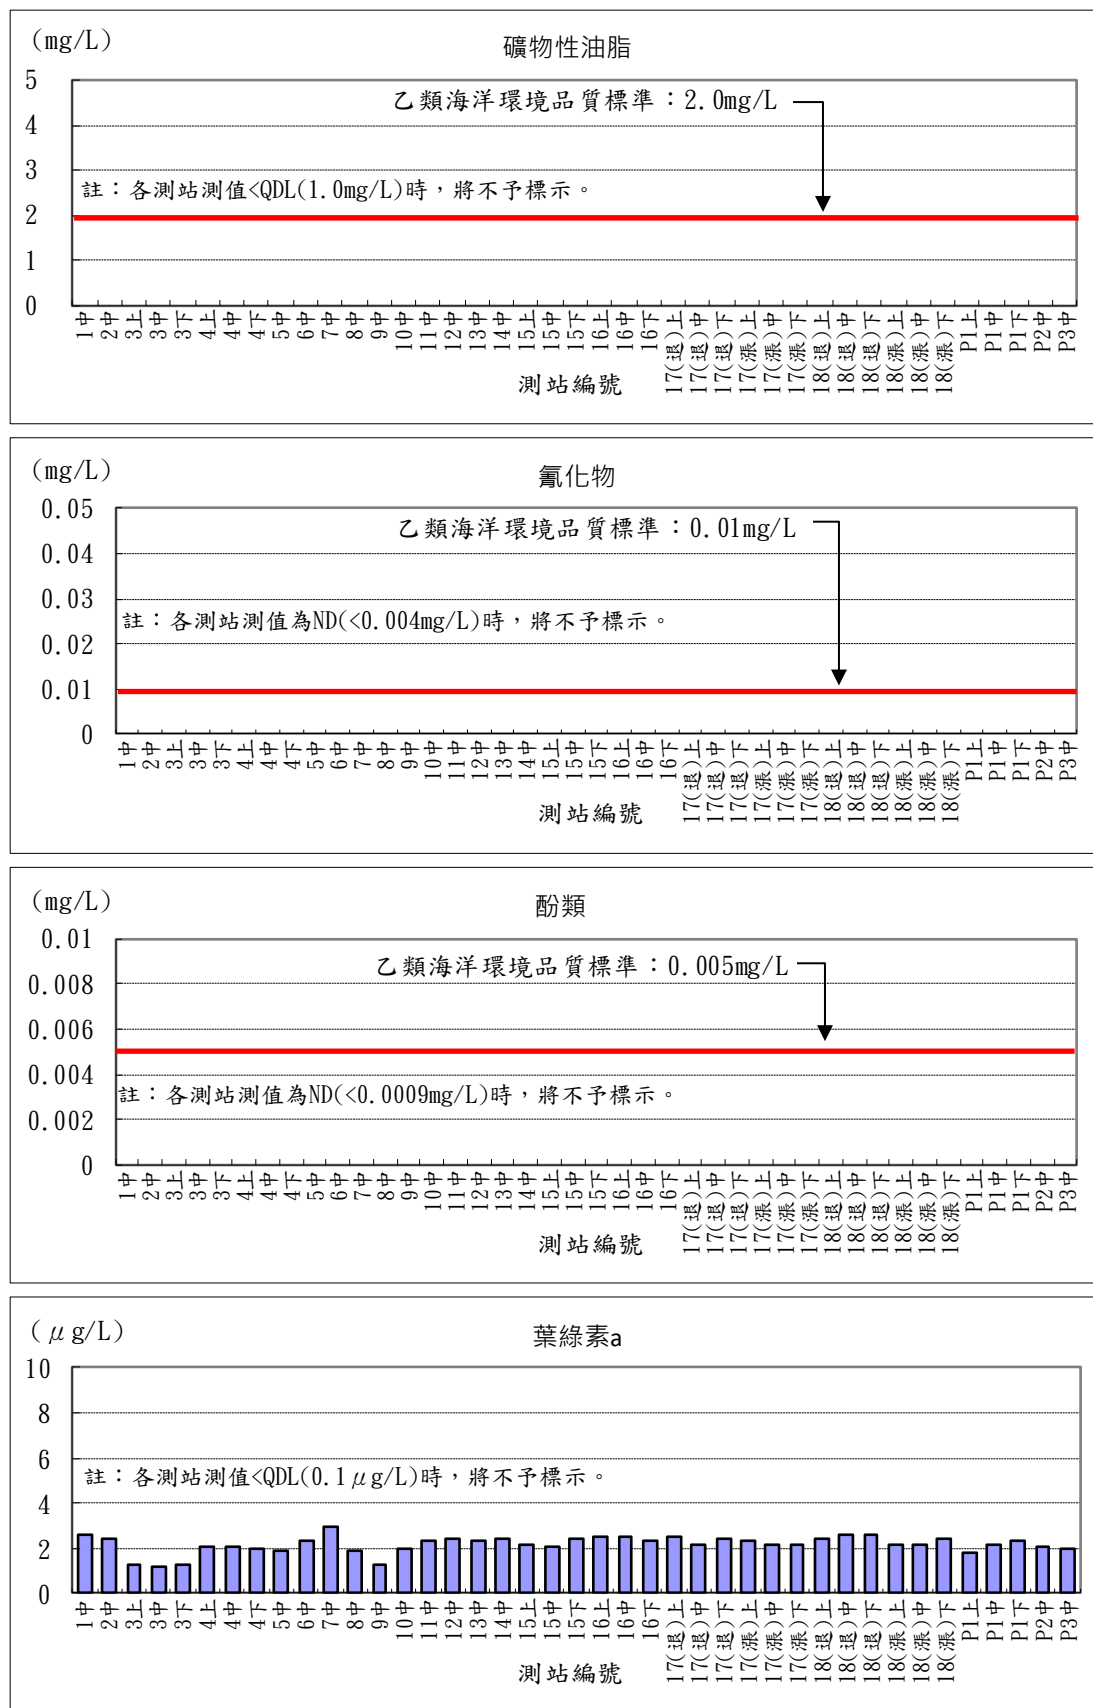 (mg/L)
礦物性油脂
乙類海洋環境品質標準：2.0mg/L
註：各測站測值<QDL(1.0mg/L)時，將不予標示。
5
4
3
2
1
0
1中 2中 3上 3中 3下 4上 4中 4下 5中 6中 7中 8中 9中 10中 11中 12中 13中 14中 15上 15中 15下 16上 16中 16下 17(退)上 17(退)中 17(退)下 17(漲)上 17(漲)中 17(漲)下 18(退)上 18(退)中 18(退)下 18(漲)上 18(漲)中 18(漲)下 P1上 P1中 P1下 P2中 P3中
測站編號
(mg/L)
氰化物
乙類海洋環境品質標準：0.01mg/L
註：各測站測值為ND(<0.004mg/L)時，將不予標示。
0.05
0.04
0.03
0.02
0.01
0
1中 2中 3上 3中 3下 4上 4中 4下 5中 6中 7中 8中 9中 10中 11中 12中 13中 14中 15上 15中 15下 16上 16中 16下 17(退)上 17(退)中 17(退)下 17(漲)上 17(漲)中 17(漲)下 18(退)上 18(退)中 18(退)下 18(漲)上 18(漲)中 18(漲)下 P1上 P1中 P1下 P2中 P3中
測站編號
(mg/L)
酚類
乙類海洋環境品質標準：0.005mg/L
註：各測站測值為ND(<0.0009mg/L)時，將不予標示。
0.01
0.008
0.006
0.004
0.002
0
1中 2中 3上 3中 3下 4上 4中 4下 5中 6中 7中 8中 9中 10中 11中 12中 13中 14中 15上 15中 15下 16上 16中 16下 17(退)上 17(退)中 17(退)下 17(漲)上 17(漲)中 17(漲)下 18(退)上 18(退)中 18(退)下 18(漲)上 18(漲)中 18(漲)下 P1上 P1中 P1下 P2中 P3中
測站編號
(μg/L)
葉綠素a
註：各測站測值<QDL(0.1μg/L)時，將不予標示。
10
8
6
4
2
0
1中 2中 3上 3中 3下 4上 4中 4下 5中 6中 7中 8中 9中 10中 11中 12中 13中 14中 15上 15中 15下 16上 16中 16下 17(退)上 17(退)中 17(退)下 17(漲)上 17(漲)中 17(漲)下 18(退)上 18(退)中 18(退)下 18(漲)上 18(漲)中 18(漲)下 P1上 P1中 P1下 P2中 P3中
測站編號